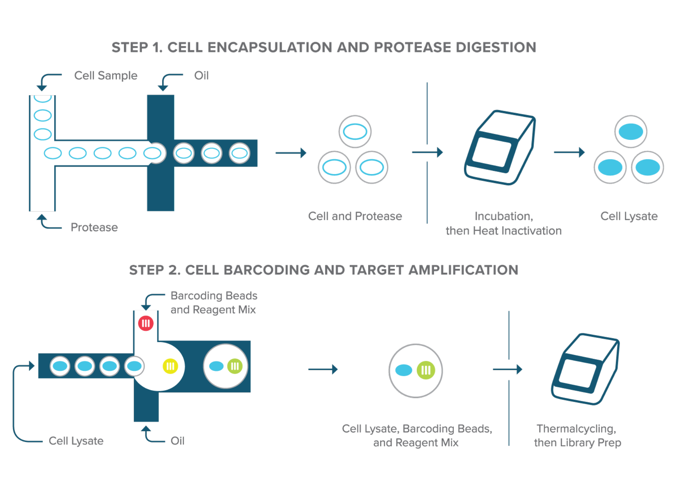 STEP 1. CELL ENCAPSULATION AND PROTEASE DIGESTION
Cell Sample
Oil
Protease
Cell and Protease
Incubation,
then Heat Inactivation
Cell Lysate
STEP 2. CELL BARCODING AND TARGET AMPLIFICATION
Barcoding Beads
and Reagent Mix
Cell Lysate
Oil
Cell Lysate, Barcoding Beads,
and Reagent Mix
Thermalcycling,
then Library Prep